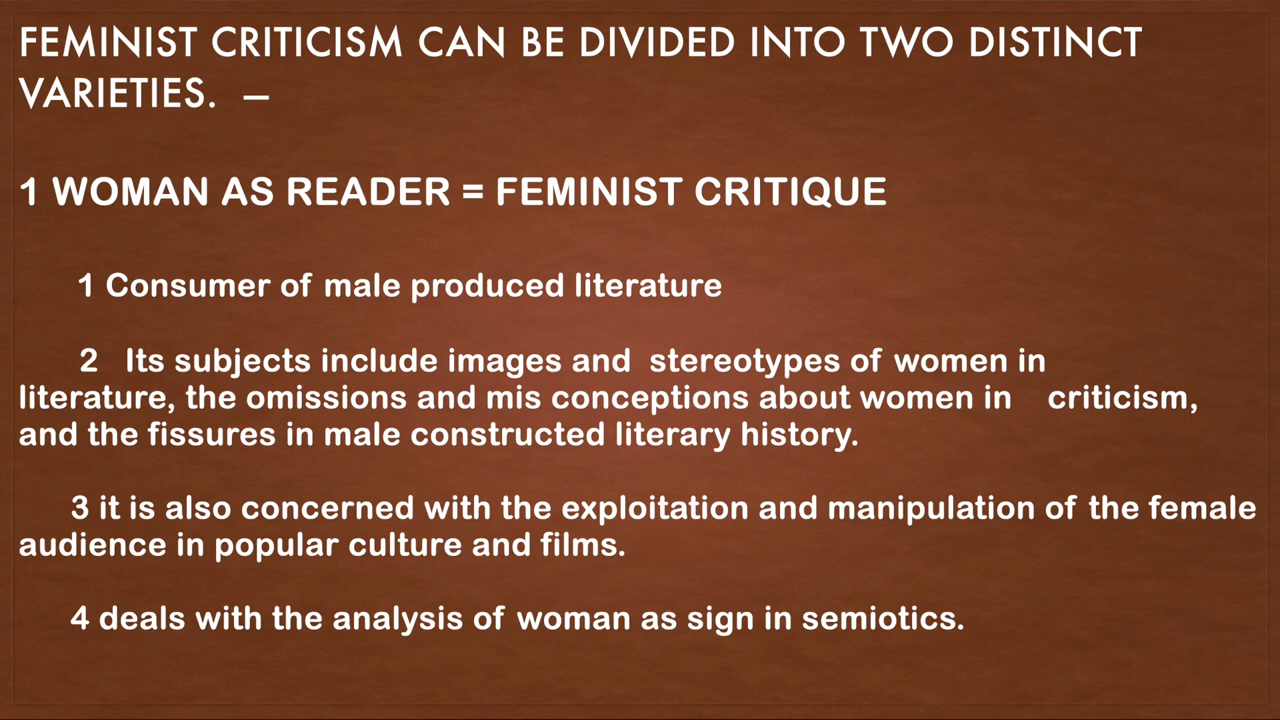 FEMINIST CRITICISM CAN BE DIVIDED INTO TWO DISTINCT
VARIETIES. —
1 WOMAN AS READER = FEMINIST CRITIQUE
1 Consumer of male produced literature
2 Its subjects include images and stereotypes of women in
literature, the omissions and mis conceptions about women in criticism,
and the fissures in male constructed literary history.
3 it is also concerned with the exploitation and manipulation of the female
audience in popular culture and films.
4 deals with the analysis of woman as sign in semiotics.